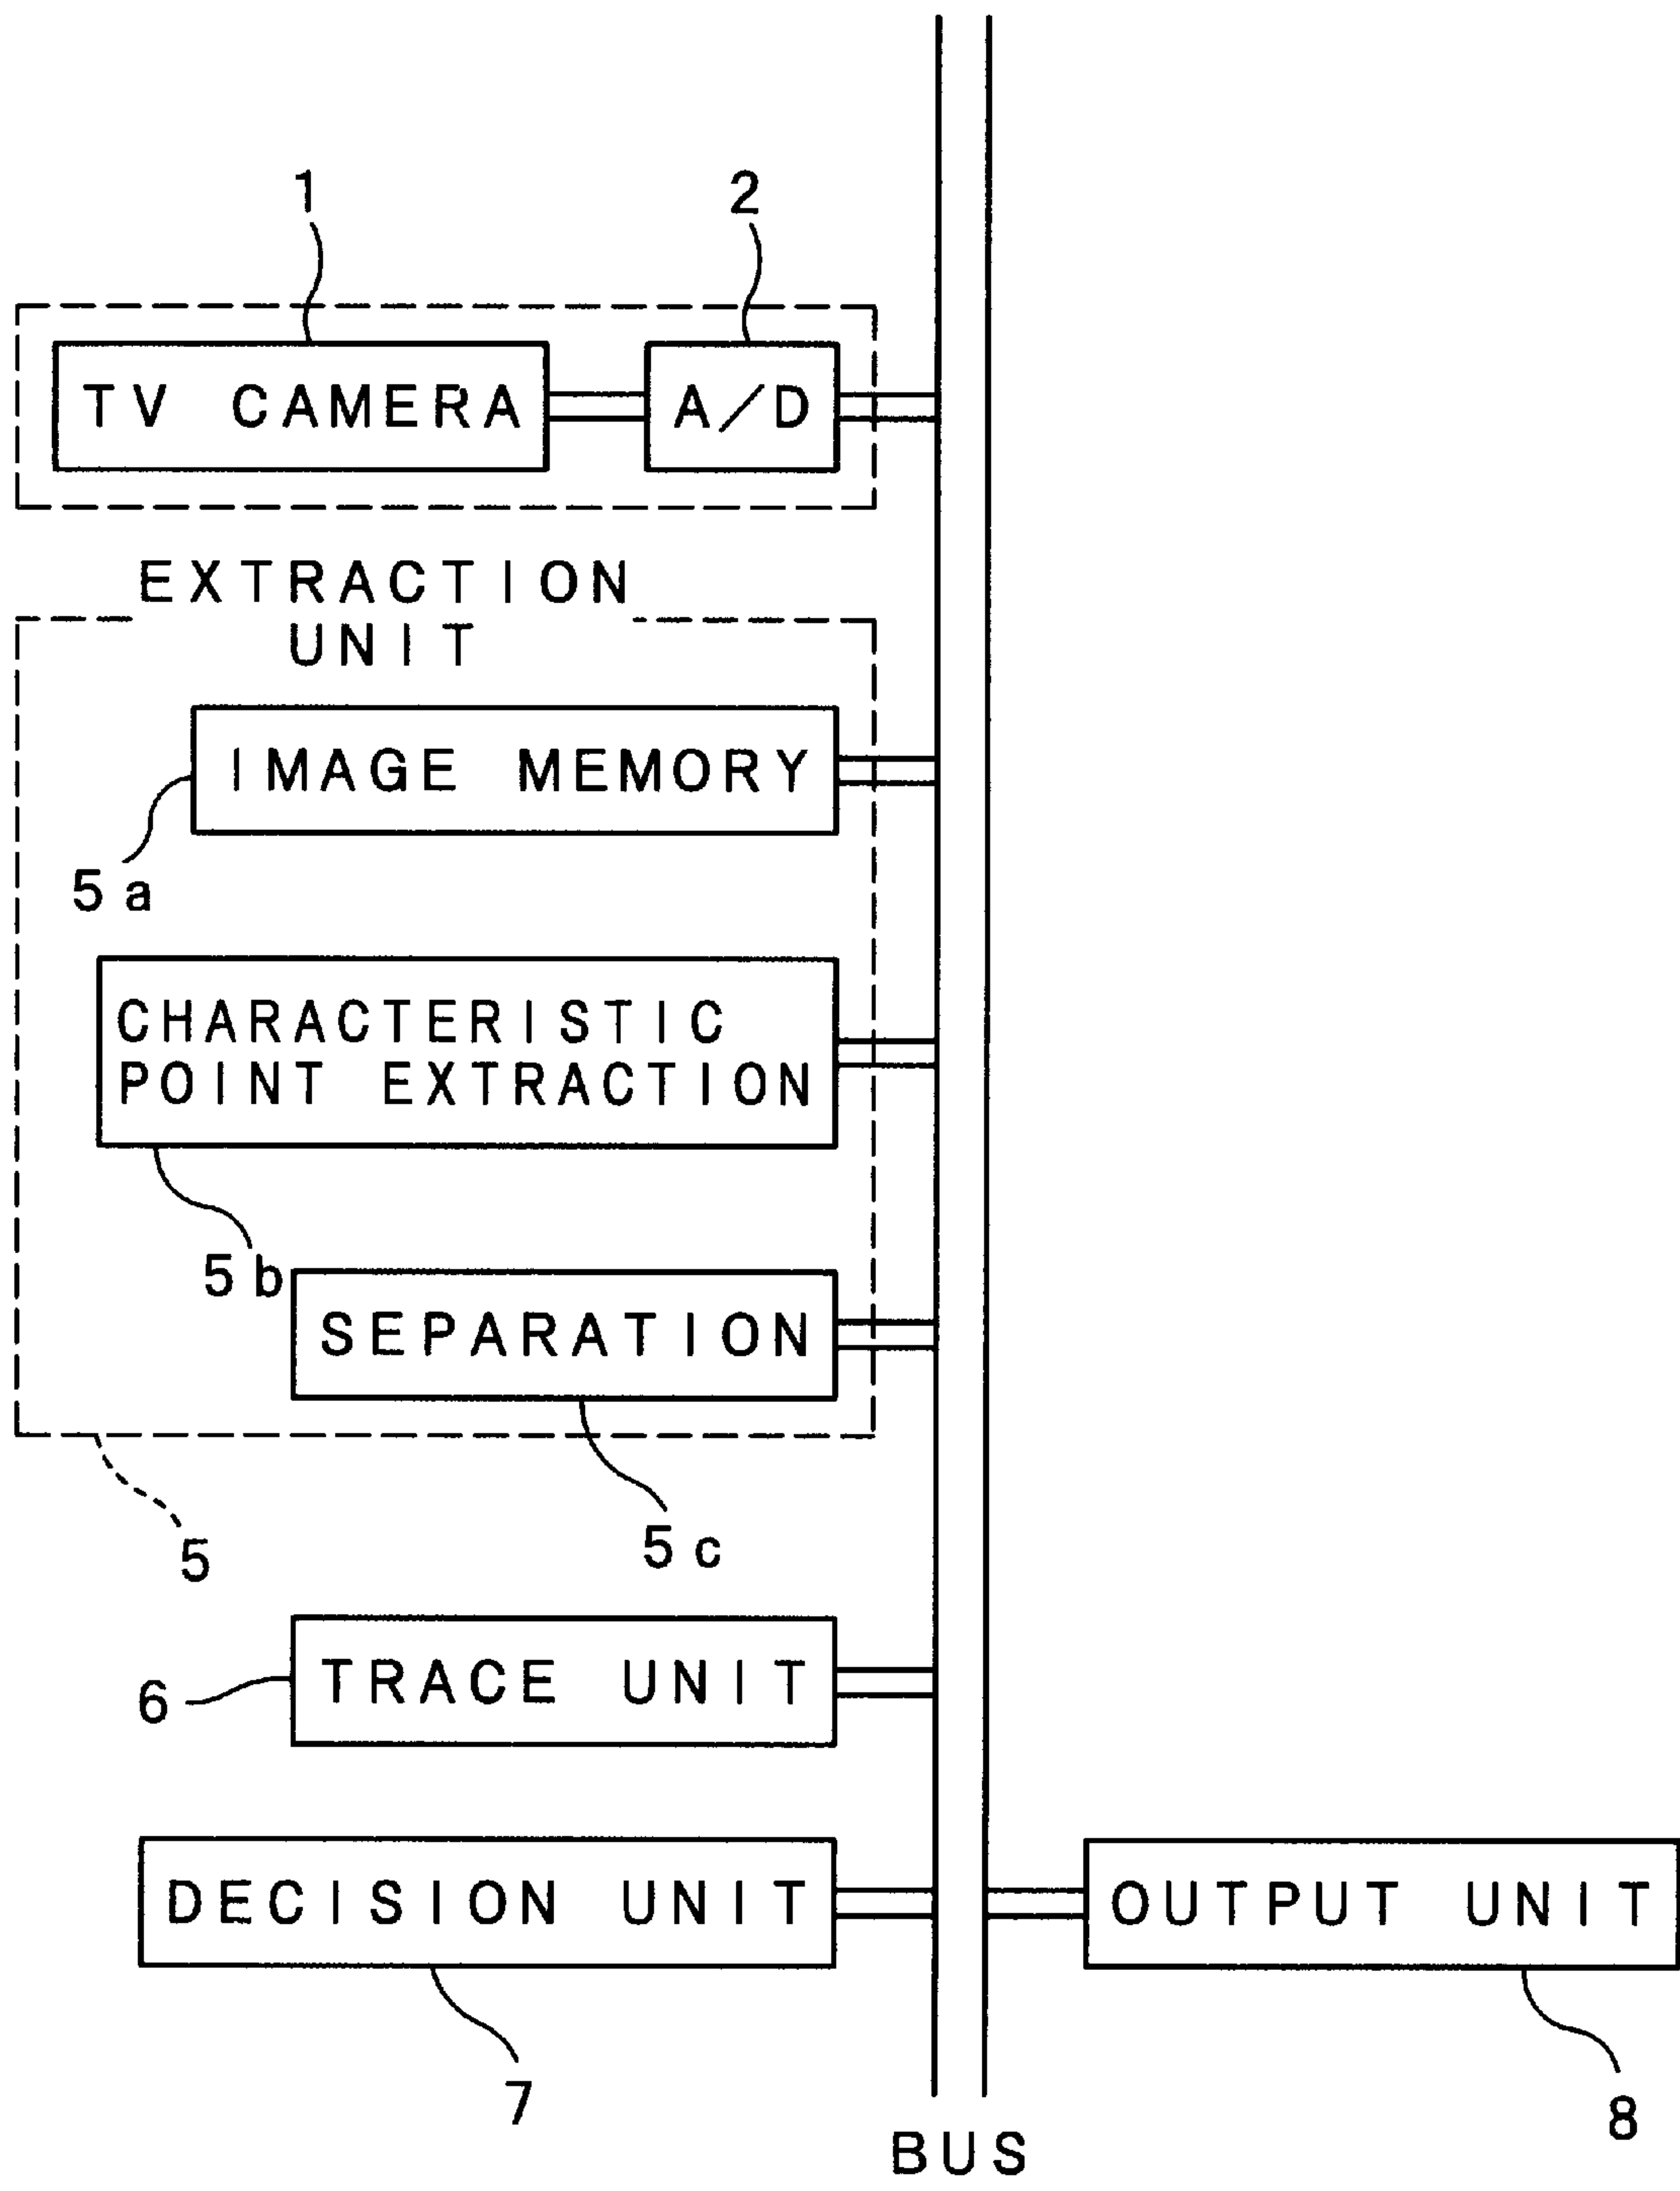 1
2
TV CAMERA
A/D
EXTRACTION
UNIT
IMAGE MEMORY
5a
CHARACTERISTIC
POINT EXTRACTION
5b
SEPARATION
5
5c
6
TRACE UNIT
DECISION UNIT
OUTPUT UNIT
7
8
BUS